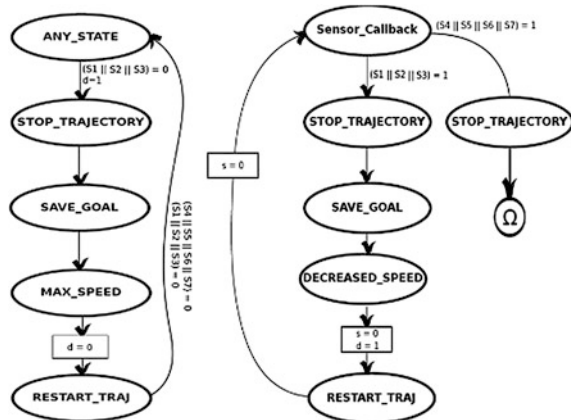 ANY_STATE
(S1 || S2 || S3) = 0
d=1
STOP_TRAJECTORY
SAVE_GOAL
MAX_SPEED
d = 0
RESTART_TRAJ
(S4 || S5 || S6 || S7) = 0
(S1 || S2 || S3) = 0
Sensor_Callback
(S4 || S5 || S6 || S7) = 1
(S1 || S2 || S3) = 1
STOP_TRAJECTORY
STOP_TRAJECTORY
s = 0
SAVE_GOAL
Ω
DECREASED_SPEED
s = 0
d = 1
RESTART_TRAJ